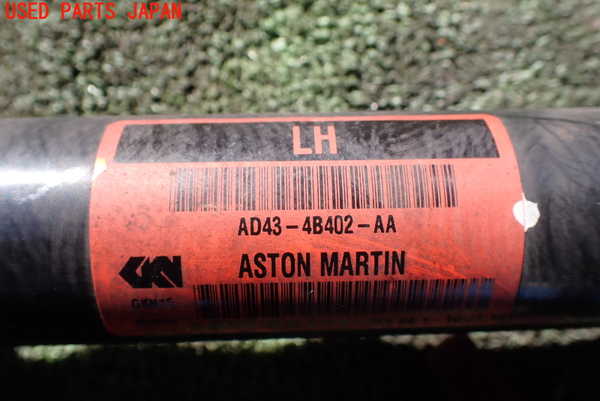 USED PARTS JAPAN
LH
AD43-4B402-AA
GKN
ASTON MARTIN